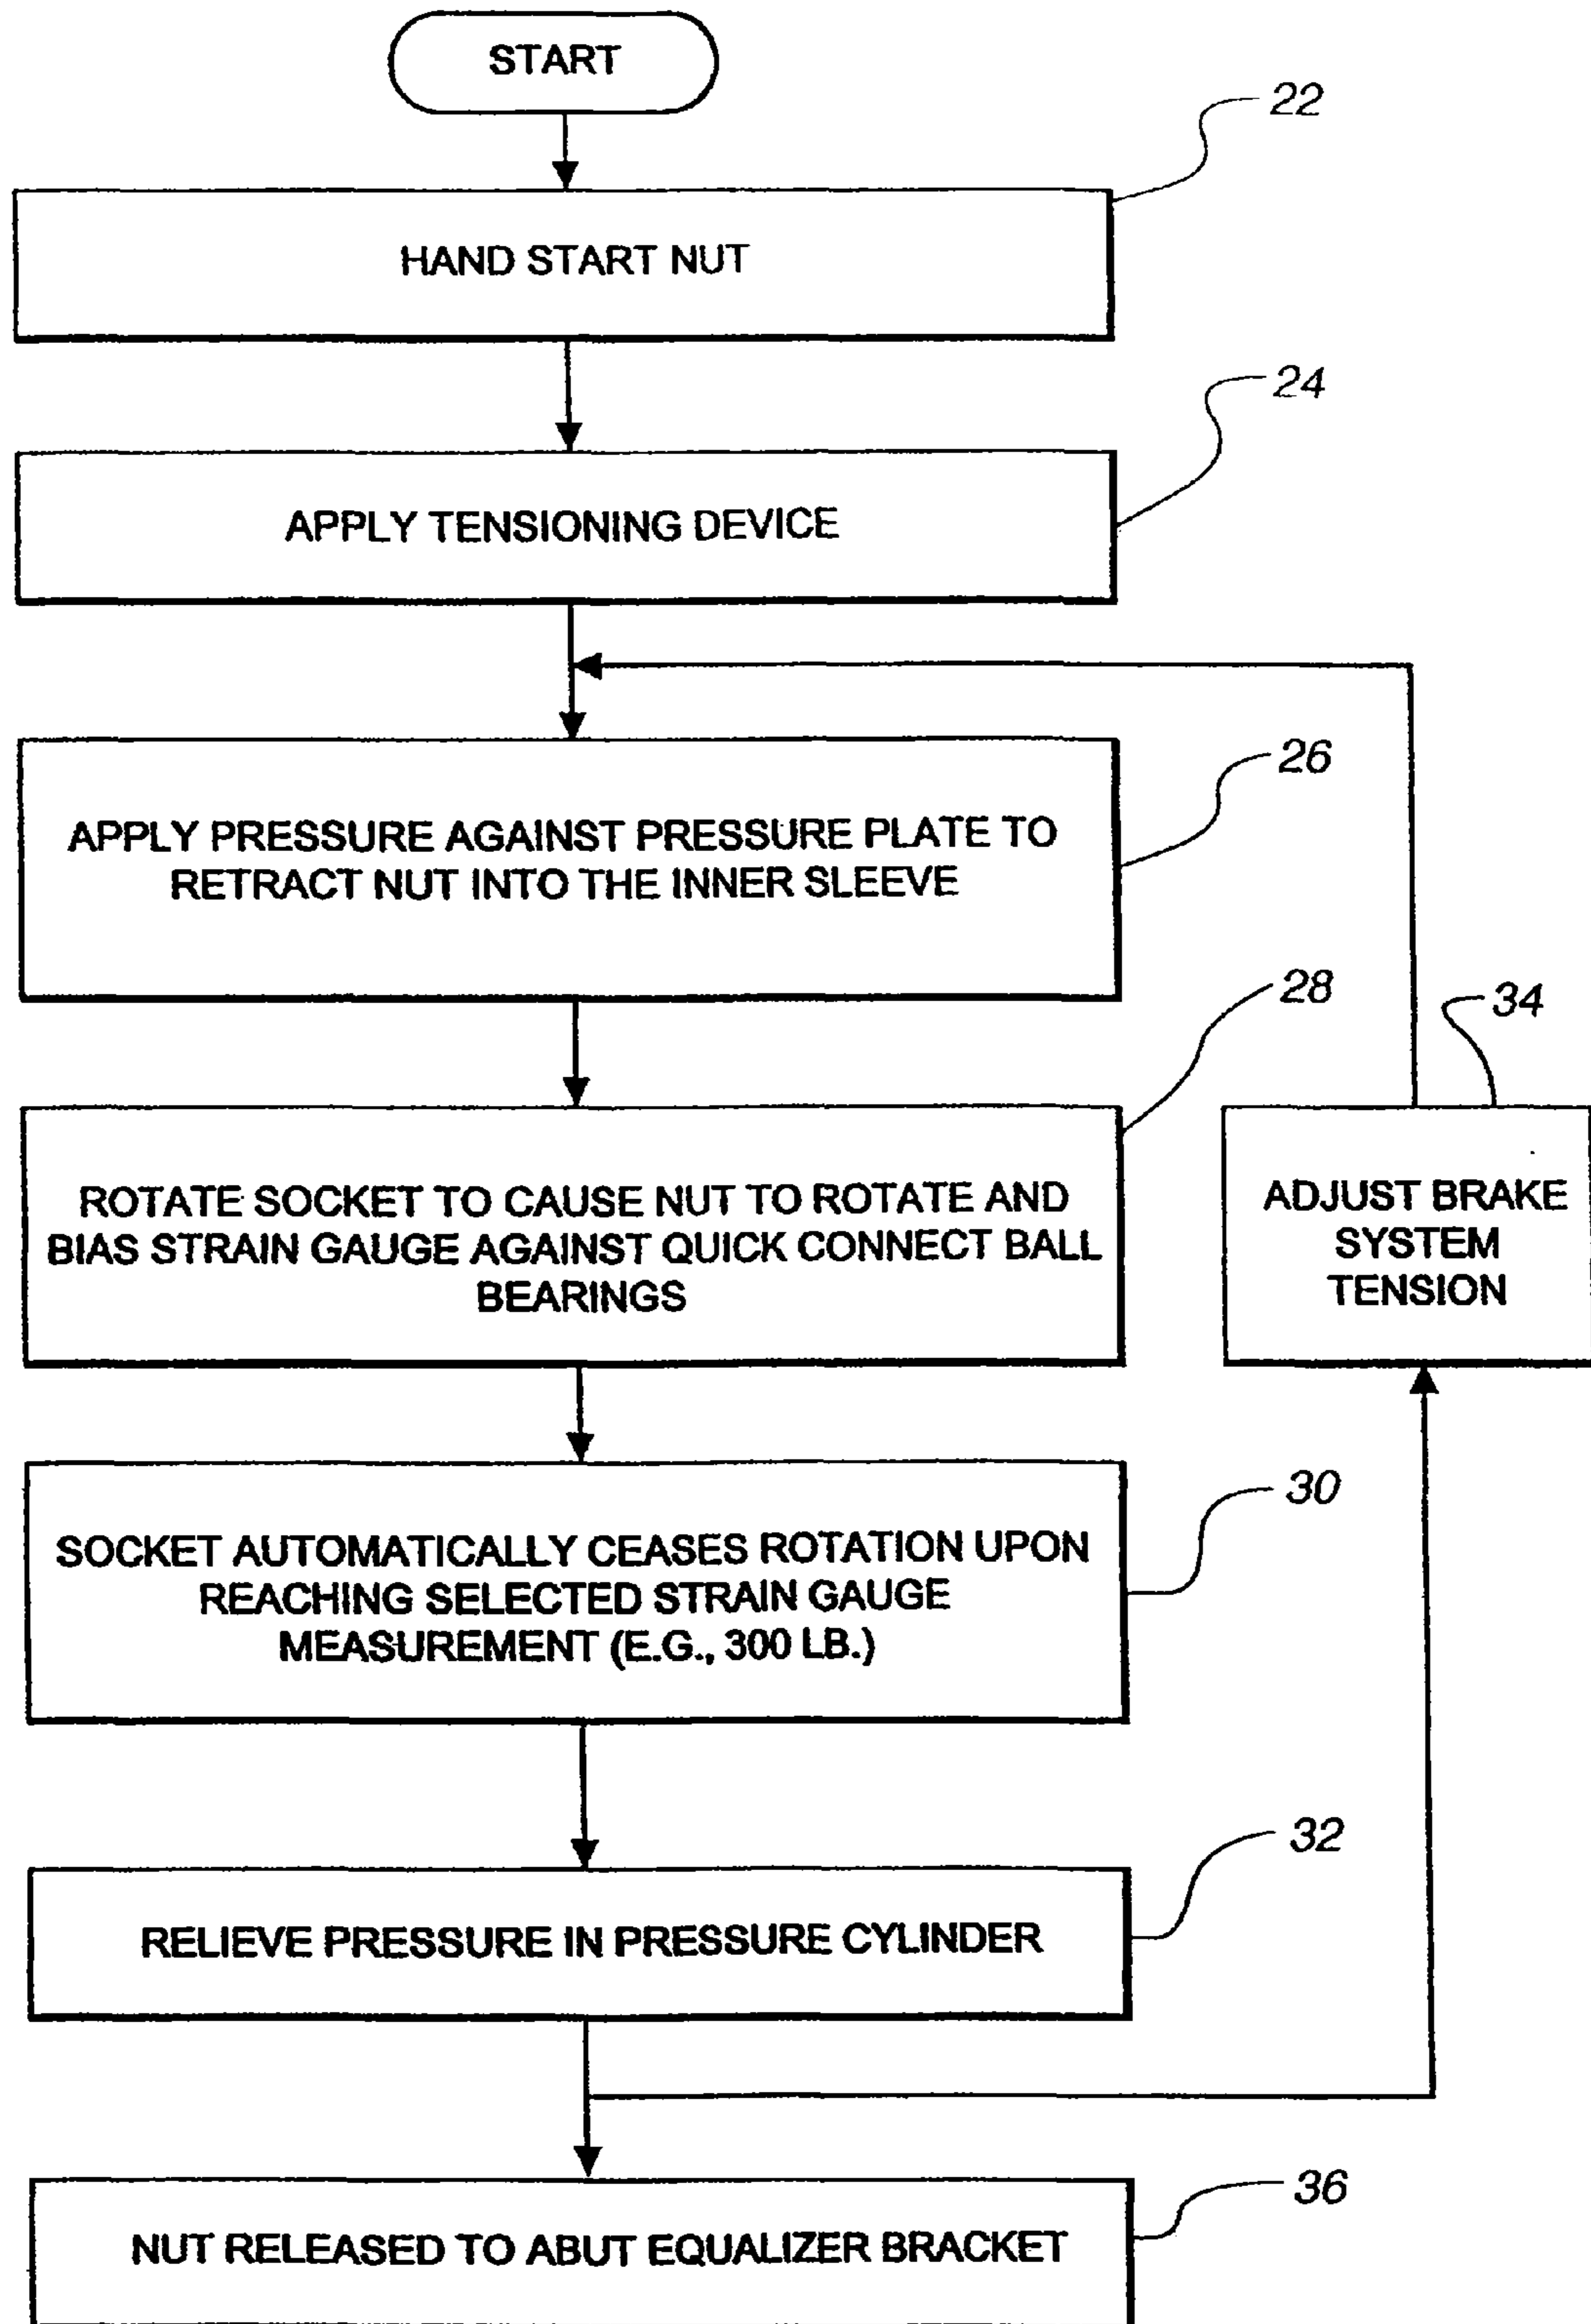 START
22
HAND START NUT
24
APPLY TENSIONING DEVICE
26
APPLY PRESSURE AGAINST PRESSURE PLATE TO
RETRACT NUT INTO THE INNER SLEEVE
28
ROTATE SOCKET TO CAUSE NUT TO ROTATE AND
BIAS STRAIN GAUGE AGAINST QUICK CONNECT BALL
BEARINGS
34
ADJUST BRAKE
SYSTEM
TENSION
30
SOCKET AUTOMATICALLY CEASES ROTATION UPON
REACHING SELECTED STRAIN GAUGE
MEASUREMENT (E.G., 300 LB.)
32
RELIEVE PRESSURE IN PRESSURE CYLINDER
36
NUT RELEASED TO ABUT EQUALIZER BRACKET